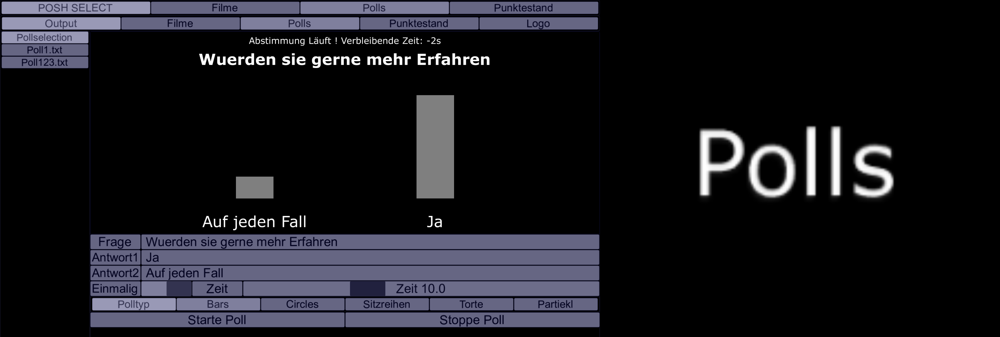 POSH SELECT Filme Polls Punktestand
Output Filme Polls Punktestand Logo
Pollselection
Poll1.txt
Poll123.txt
Abstimmung Läuft ! Verbleibende Zeit: -2s
Wuerden sie gerne mehr Erfahren
Auf jeden Fall Ja
Frage Wuerden sie gerne mehr Erfahren
Antwort1 Ja
Antwort2 Auf jeden Fall
Einmalig Zeit Zeit 10.0
Polltyp Bars Circles Sitzreihen Torte Partiekl
Starte Poll Stoppe Poll
Polls